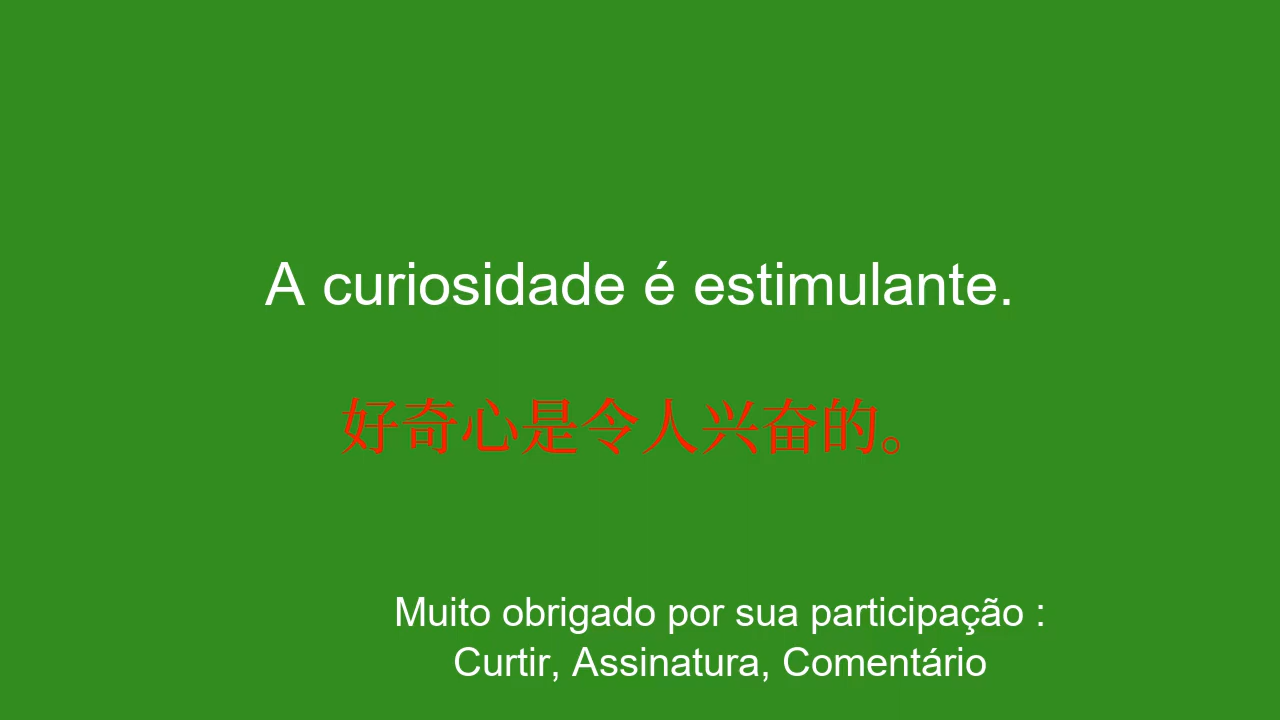 A curiosidade é estimulante.
好奇心是令人兴奋的。
Muito obrigado por sua participação :
Curtir, Assinatura, Comentário